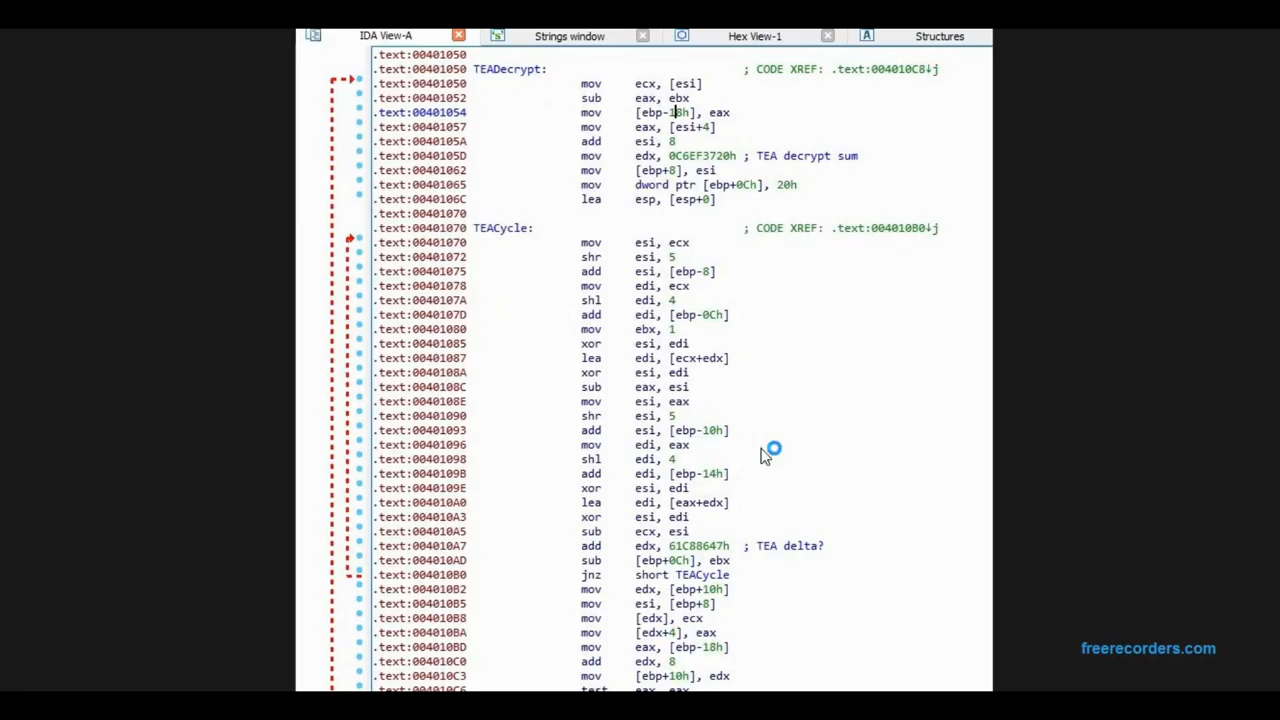 IDA View-A Strings window Hex View-1 Structures
.text:00401050
.text:00401050 TEADecrypt: ; CODE XREF: .text:004010C8↓j
.text:00401050 mov ecx, [esi]
.text:00401052 sub eax, ebx
.text:00401054 mov [ebp-18h], eax
.text:00401057 mov eax, [esi+4]
.text:0040105A add esi, 8
.text:0040105D mov edx, 0C6EF3720h ; TEA decrypt sum
.text:00401062 mov [ebp+8], esi
.text:00401065 mov dword ptr [ebp+0Ch], 20h
.text:0040106C lea esp, [esp+0]
.text:00401070
.text:00401070 TEACycle: ; CODE XREF: .text:004010B0↓j
.text:00401070 mov esi, ecx
.text:00401072 shr esi, 5
.text:00401075 add esi, [ebp-8]
.text:00401078 mov edi, ecx
.text:0040107A shl edi, 4
.text:0040107D add edi, [ebp-0Ch]
.text:00401080 mov ebx, 1
.text:00401085 xor esi, edi
.text:00401087 lea edi, [ecx+edx]
.text:0040108A xor esi, edi
.text:0040108C sub eax, esi
.text:0040108E mov esi, eax
.text:00401090 shr esi, 5
.text:00401093 add esi, [ebp-10h]
.text:00401096 mov edi, eax
.text:00401098 shl edi, 4
.text:0040109B add edi, [ebp-14h]
.text:0040109E xor esi, edi
.text:004010A0 lea edi, [eax+edx]
.text:004010A3 xor esi, edi
.text:004010A5 sub ecx, esi
.text:004010A7 add edx, 61C88647h ; TEA delta?
.text:004010AD sub [ebp+0Ch], ebx
.text:004010B0 jnz short TEACycle
.text:004010B2 mov edx, [ebp+10h]
.text:004010B5 mov esi, [ebp+8]
.text:004010B8 mov [edx], ecx
.text:004010BA mov [edx+4], eax
.text:004010BD mov eax, [ebp-18h]
.text:004010C0 add edx, 8
.text:004010C3 mov [ebp+10h], edx
.text:004010C6 test eax, eax
freerecorders.com